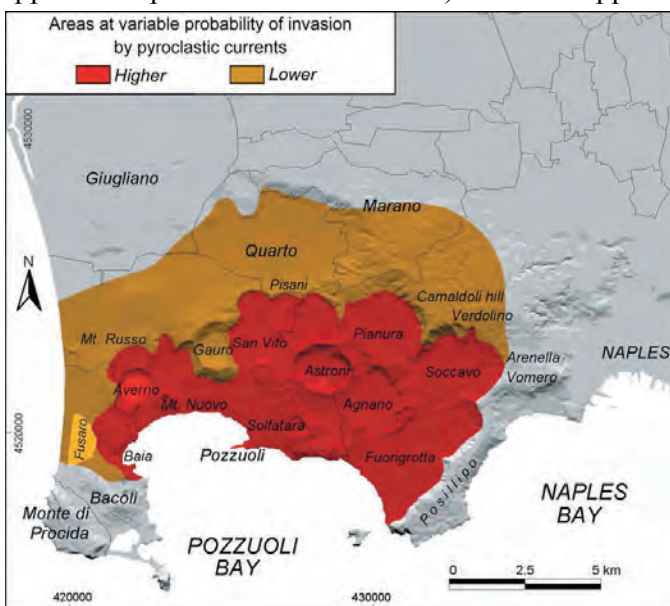 Areas at variable probability of invasion
by pyroclastic currents
Higher
Lower
4550000
Giugliano
Marano
Quarto
N
Pisani
Camaldoli hill
Verdolino
Mt. Russo
San Vito
Pianura
Gauro
Arenella
Vomero
NAPLES
Astroni
Soccavo
Averno
Mt. Nuovo
Agnano
Solfatara
4520000
Fusaro
Baia
Pozzuoli
Fuorigrotta
Bacoli
Posillipo
NAPLES
BAY
Monte di
Procida
POZZUOLI
BAY
0 2.5 5 km
420000
430000